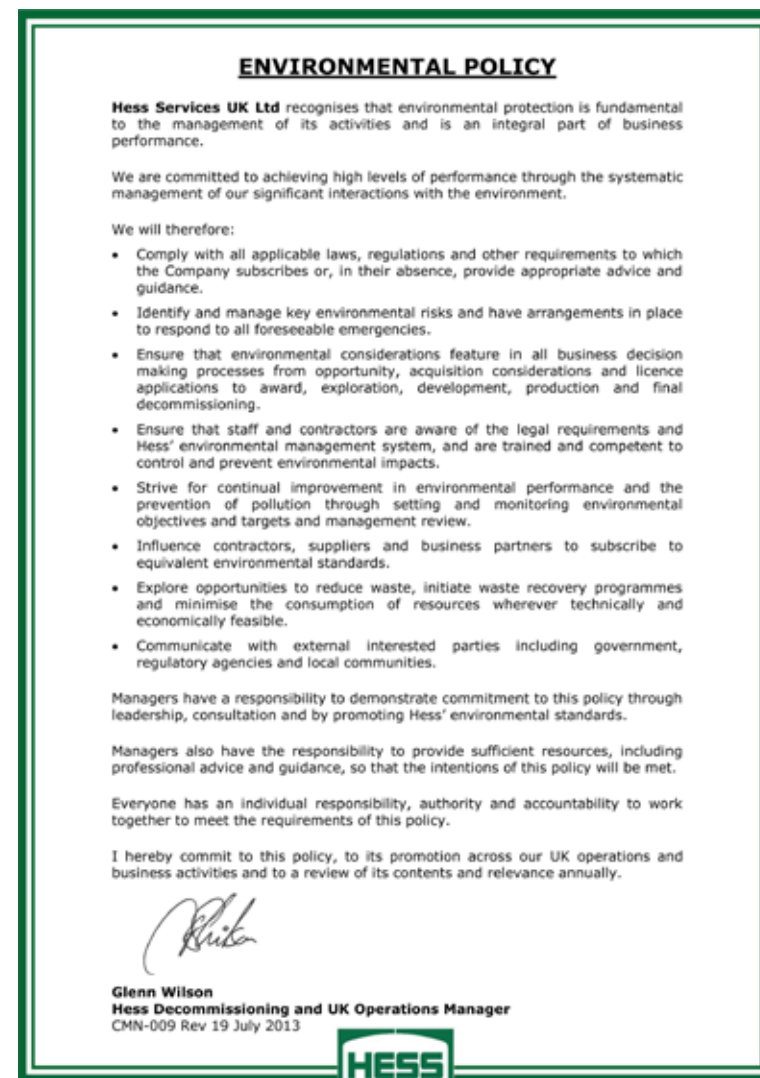 ENVIRONMENTAL POLICY
Hess Services UK Ltd recognises that environmental protection is fundamental
to the management of its activities and is an integral part of business
performance.
We are committed to achieving high levels of performance through the systematic
management of our significant interactions with the environment.
We will therefore:
• Comply with all applicable laws, regulations and other requirements to which
the Company subscribes or, in their absence, provide appropriate advice and
guidance.
• Identify and manage key environmental risks and have arrangements in place
to respond to all foreseeable emergencies.
• Ensure that environmental considerations feature in all business decision
making processes from opportunity, acquisition considerations and licence
applications to award, exploration, development, production and final
decommissioning.
• Ensure that staff and contractors are aware of the legal requirements and
Hess' environmental management system, and are trained and competent to
control and prevent environmental impacts.
• Strive for continual improvement in environmental performance and the
prevention of pollution through setting and monitoring environmental
objectives and targets and management review.
• Influence contractors, suppliers and business partners to subscribe to
equivalent environmental standards.
• Explore opportunities to reduce waste, initiate waste recovery programmes
and minimise the consumption of resources wherever technically and
economically feasible.
• Communicate with external interested parties including government,
regulatory agencies and local communities.
Managers have a responsibility to demonstrate commitment to this policy through
leadership, consultation and by promoting Hess' environmental standards.
Managers also have the responsibility to provide sufficient resources, including
professional advice and guidance, so that the intentions of this policy will be met.
Everyone has an individual responsibility, authority and accountability to work
together to meet the requirements of this policy.
I hereby commit to this policy, to its promotion across our UK operations and
business activities and to a review of its contents and relevance annually.
Glenn Wilson
Hess Decommissioning and UK Operations Manager
CMN-009 Rev 19 July 2013
HESS